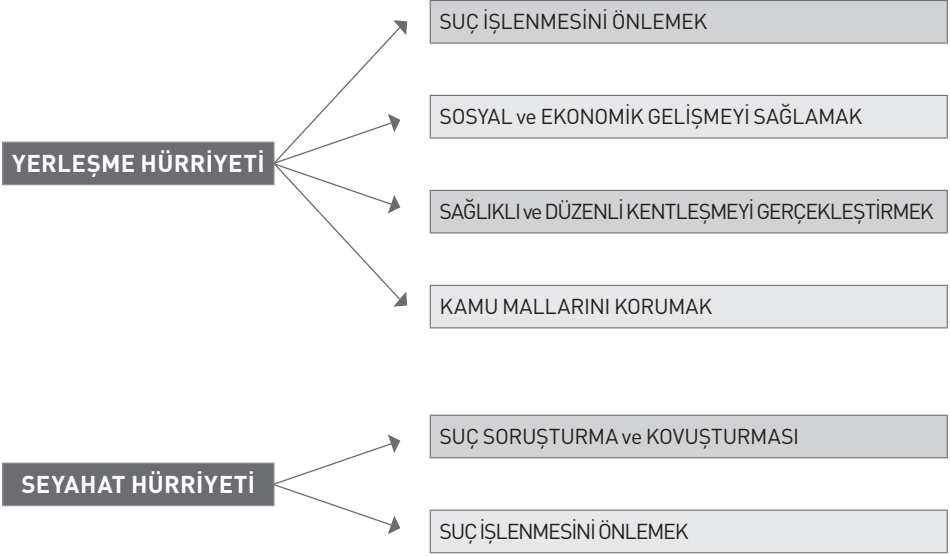 YERLEŞME HÜRRİYETİ
SUÇ İŞLENMESİNİ ÖNLEMEK
SOSYAL ve EKONOMİK GELİŞMEYİ SAĞLAMAK
SAĞLIKLI ve DÜZENLİ KENTLEŞMEYİ GERÇEKLEŞTİRMEK
KAMU MALLARINI KORUMAK
SEYAHAT HÜRRİYETİ
SUÇ SORUŞTURMA ve KOVUŞTURMASI
SUÇ İŞLENMESİNİ ÖNLEMEK